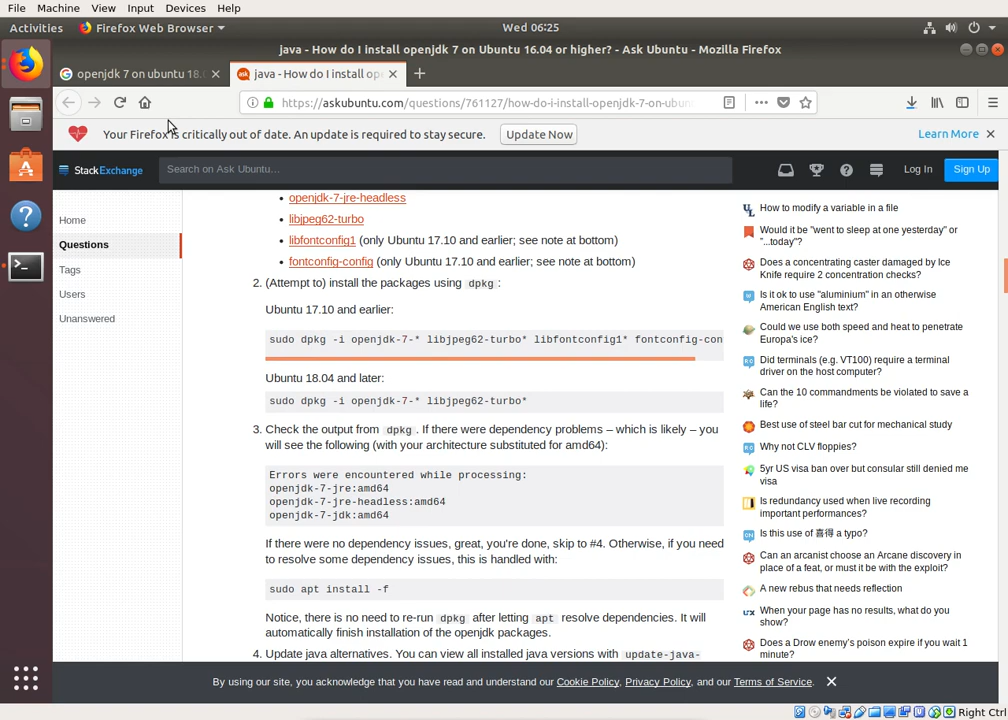 File Machine View Input Devices Help
Activities Firefox Web Browser Wed 06:25
java - How do I install openjdk 7 on Ubuntu 16.04 or higher? - Ask Ubuntu - Mozilla Firefox
openjdk 7 on ubuntu 18. java - How do I install op
https://askubuntu.com/questions/761127/how-do-i-install-openjdk-7-on-ubun
Your Firefox is critically out of date. An update is required to stay secure. Update Now Learn More
StackExchange Search on Ask Ubuntu... Log In Sign Up
Home
Questions
Tags
Users
Unanswered
• openjdk-7-jre-headless
• libjpeg62-turbo
• libfontconfig1 (only Ubuntu 17.10 and earlier; see note at bottom)
• fontconfig-config (only Ubuntu 17.10 and earlier; see note at bottom)
2. (Attempt to) install the packages using dpkg :
Ubuntu 17.10 and earlier:
sudo dpkg -i openjdk-7-* libjpeg62-turbo* libfontconfig1* fontconfig-con
Ubuntu 18.04 and later:
sudo dpkg -i openjdk-7-* libjpeg62-turbo*
3. Check the output from dpkg . If there were dependency problems – which is likely – you
will see the following (with your architecture substituted for amd64):
Errors were encountered while processing:
openjdk-7-jre:amd64
openjdk-7-jre-headless:amd64
openjdk-7-jdk:amd64
If there were no dependency issues, great, you're done, skip to #4. Otherwise, if you need
to resolve some dependency issues, this is handled with:
sudo apt install -f
Notice, there is no need to re-run dpkg after letting apt resolve dependencies. It will
automatically finish installation of the openjdk packages.
4. Update java alternatives. You can view all installed java versions with update-java-
How to modify a variable in a file
Would it be "went to sleep at one yesterday" or
"...today"?
Does a concentrating caster damaged by Ice
Knife require 2 concentration checks?
Is it ok to use "aluminium" in an otherwise
American English text?
Could we use both speed and heat to penetrate
Europa's ice?
Did terminals (e.g. VT100) require a terminal
driver on the host computer?
Can the 10 commandments be violated to save a
life?
Best use of steel bar cut for mechanical study
Why not CLV floppies?
5yr US visa ban over but consular still denied me
visa
Is redundancy used when live recording
important performances?
Is this use of 喜得 a typo?
Can an arcanist choose an Arcane discovery in
place of a feat, or must it be with the exploit?
A new rebus that needs reflection
When your page has no results, what do you
show?
Does a Drow enemy's poison expire if you wait 1
minute?
By using our site, you acknowledge that you have read and understand our Cookie Policy, Privacy Policy, and our Terms of Service.
Right Ctrl